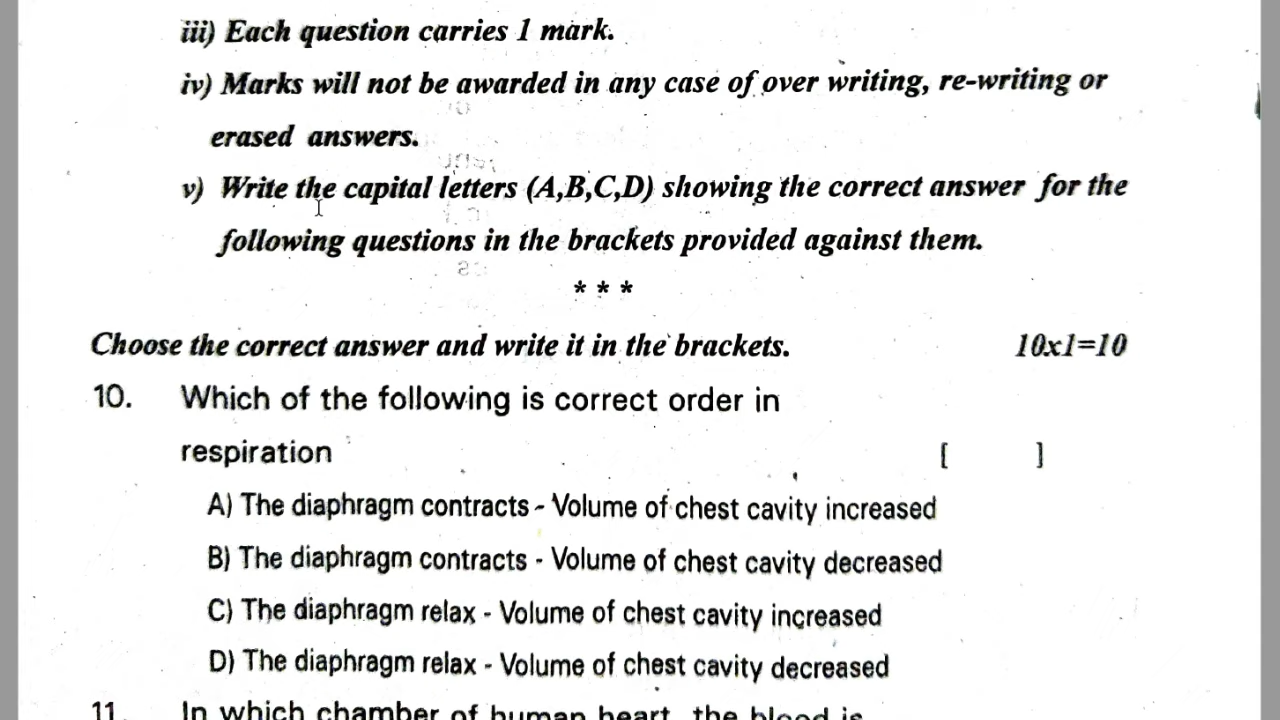 iii) Each question carries 1 mark.
iv) Marks will not be awarded in any case of over writing, re-writing or
erased answers.
v) Write the capital letters (A,B,C,D) showing the correct answer for the
following questions in the brackets provided against them.
* * *
Choose the correct answer and write it in the brackets. 10x1=10
10. Which of the following is correct order in
respiration [ ]
A) The diaphragm contracts - Volume of chest cavity increased
B) The diaphragm contracts - Volume of chest cavity decreased
C) The diaphragm relax - Volume of chest cavity increased
D) The diaphragm relax - Volume of chest cavity decreased
11. In which chamber of human heart, the blood is